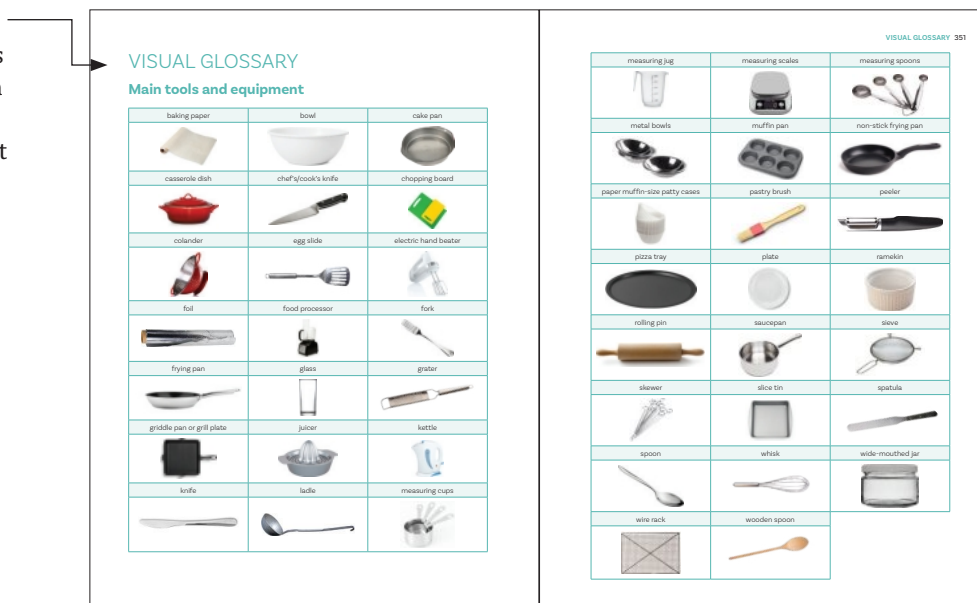 s
n
t
VISUAL GLOSSARY
Main tools and equipment
baking paper bowl cake pan
casserole dish chef's/cook's knife chopping board
colander egg slide electric hand beater
foil food processor fork
frying pan glass grater
griddle pan or grill plate juicer kettle
knife ladle measuring cups
VISUAL GLOSSARY 351
measuring jug measuring scales measuring spoons
metal bowls muffin pan non-stick frying pan
paper muffin-size patty cases pastry brush peeler
pizza tray plate ramekin
rolling pin saucepan sieve
skewer slice tin spatula
spoon whisk wide-mouthed jar
wire rack wooden spoon